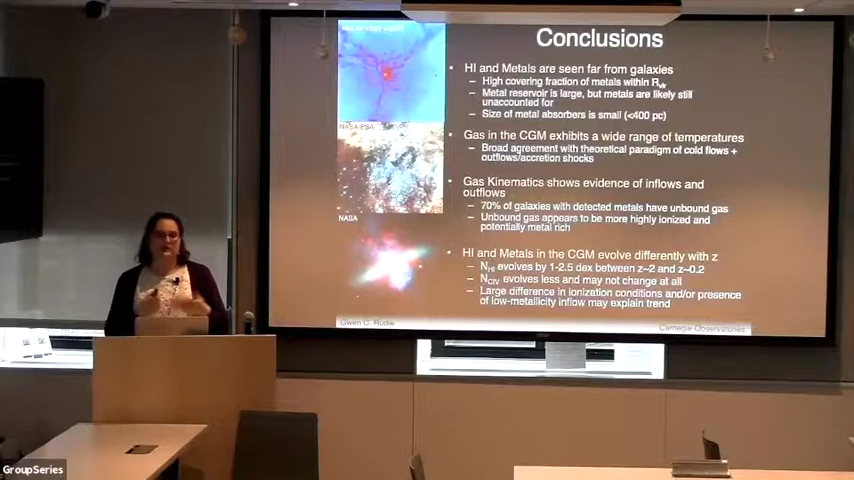 Conclusions
• HI and Metals are seen far from galaxies
– High covering fraction of metals within Rvir
– Metal reservoir is large, but metals are likely still
unaccounted for
– Size of metal absorbers is small (<400 pc)
NASA-ESA
• Gas in the CGM exhibits a wide range of temperatures
– Broad agreement with theoretical paradigm of cold flows +
outflows/accretion shocks
• Gas Kinematics shows evidence of inflows and
outflows
– 70% of galaxies with detected metals have unbound gas
– Unbound gas appears to be more highly ionized and
potentially metal rich
NASA
• HI and Metals in the CGM evolve differently with z
– NHI evolves by 1-2.5 dex between z~2 and z~0.2
– NCIV evolves less and may not change at all
– Large difference in ionization conditions and/or presence
of low-metallicity inflow may explain trend
Gwen C. Rudie
Carnegie Observatories
GroupSeries